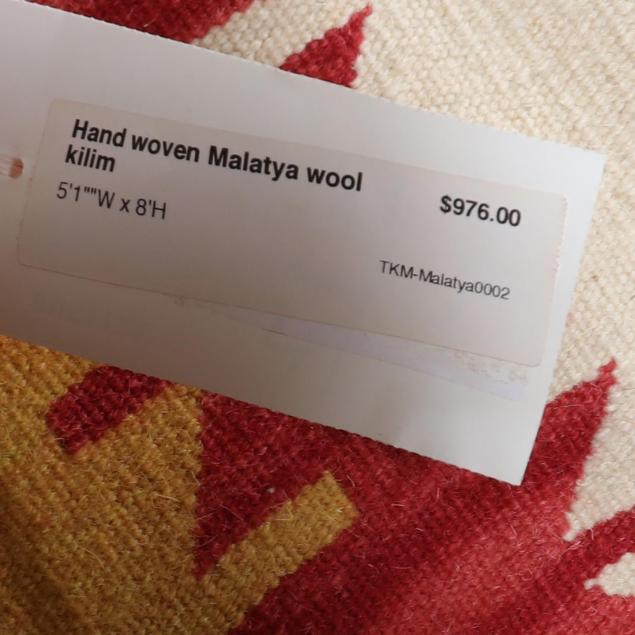 Hand woven Malatya wool
kilim
$976.00
5'1""W x 8'H
TKM-Malatya0002